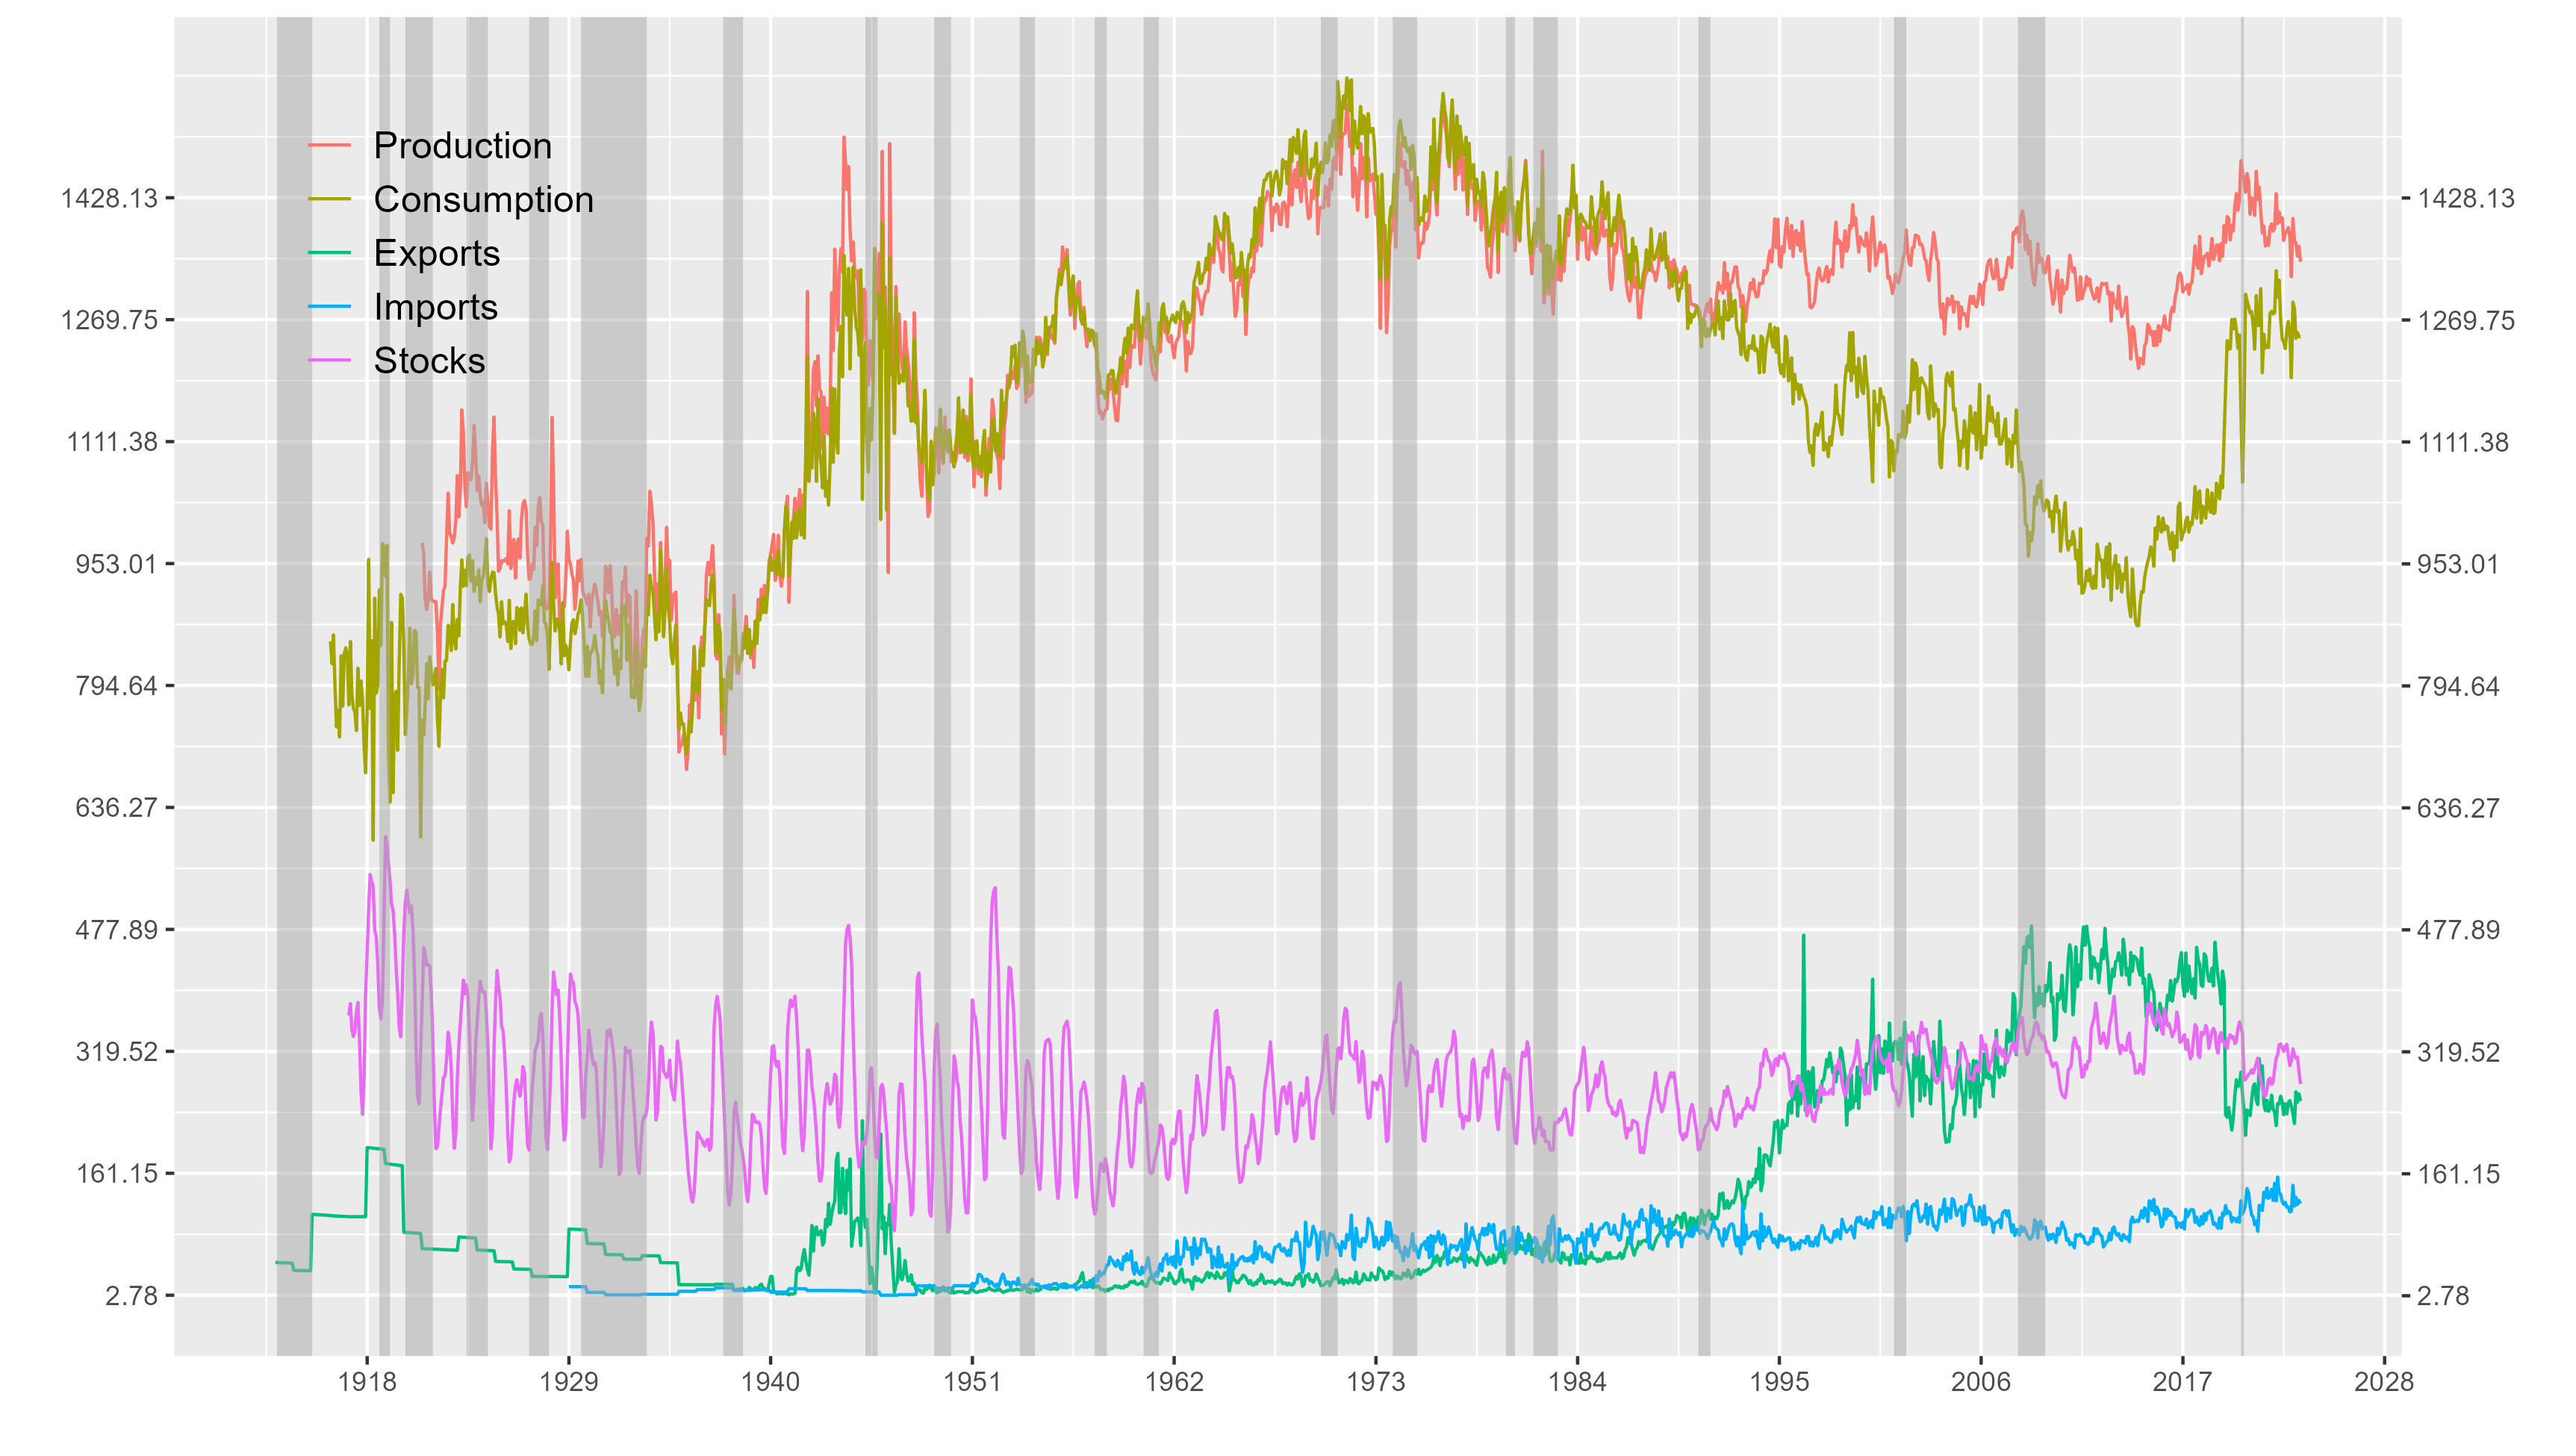 Production
Consumption
Exports
Imports
Stocks
1428.13 1428.13
1269.75 1269.75
1111.38 1111.38
953.01 953.01
794.64 794.64
636.27 636.27
477.89 477.89
319.52 319.52
161.15 161.15
2.78 2.78
1918 1929 1940 1951 1962 1973 1984 1995 2006 2017 2028